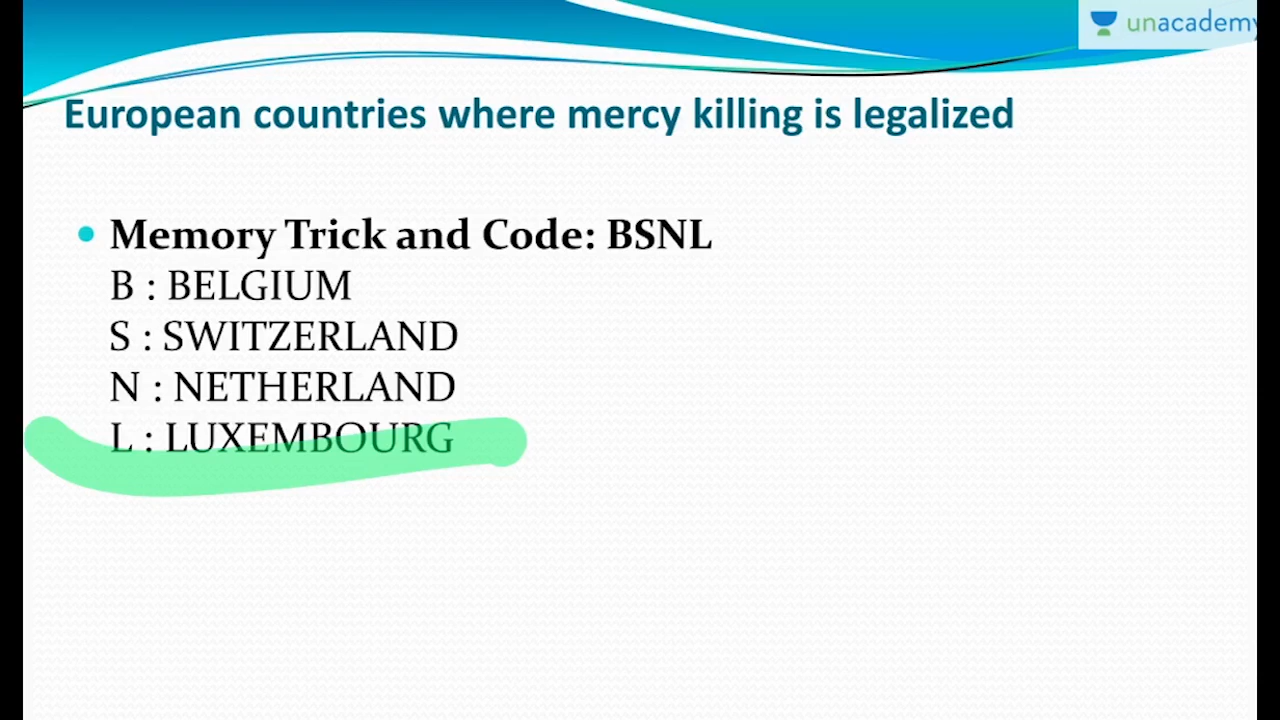 unacademy
European countries where mercy killing is legalized
Memory Trick and Code: BSNL
B : BELGIUM
S : SWITZERLAND
N : NETHERLAND
L : LUXEMBOURG